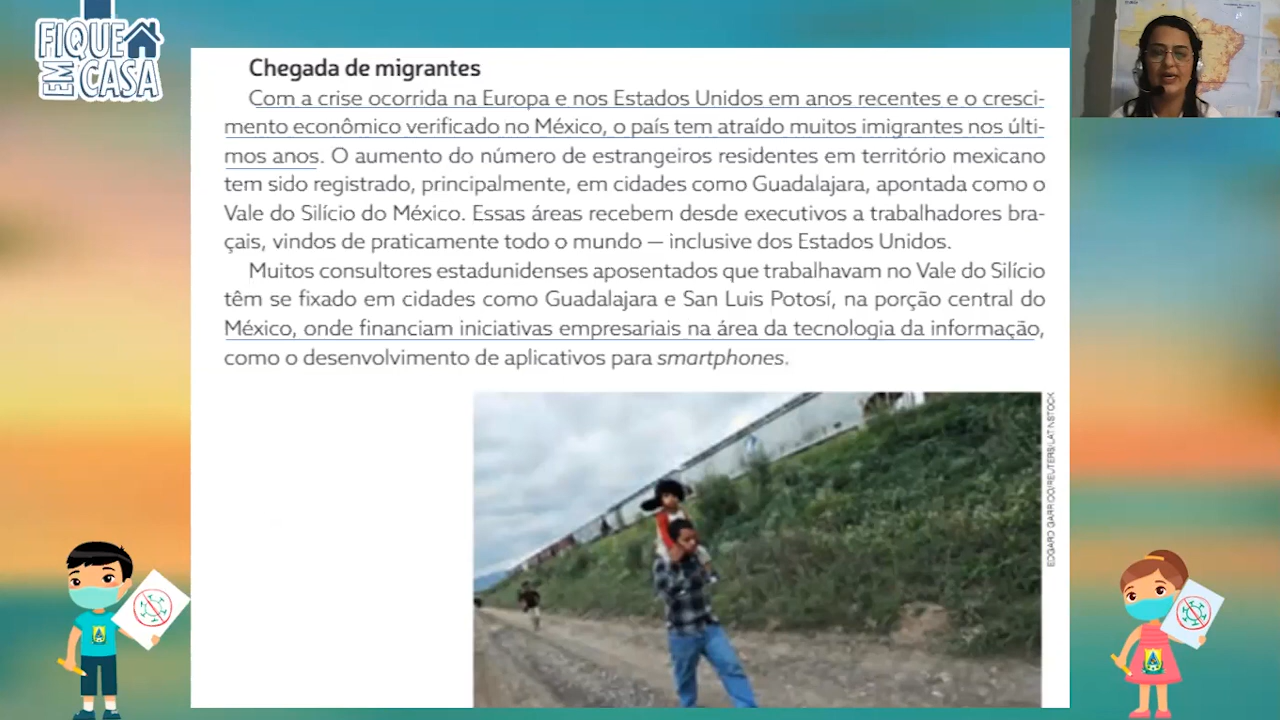 FIQUE
EM
CASA
Chegada de migrantes
Com a crise ocorrida na Europa e nos Estados Unidos em anos recentes e o cresci-
mento econômico verificado no México, o país tem atraído muitos imigrantes nos últi-
mos anos. O aumento do número de estrangeiros residentes em território mexicano
tem sido registrado, principalmente, em cidades como Guadalajara, apontada como o
Vale do Silício do México. Essas áreas recebem desde executivos a trabalhadores bra-
çais, vindos de praticamente todo o mundo — inclusive dos Estados Unidos.
Muitos consultores estadunidenses aposentados que trabalhavam no Vale do Silício
têm se fixado em cidades como Guadalajara e San Luis Potosí, na porção central do
México, onde financiam iniciativas empresariais na área da tecnologia da informação,
como o desenvolvimento de aplicativos para smartphones.
EDGARD GARRIDO/REUTERS/LATINSTOCK